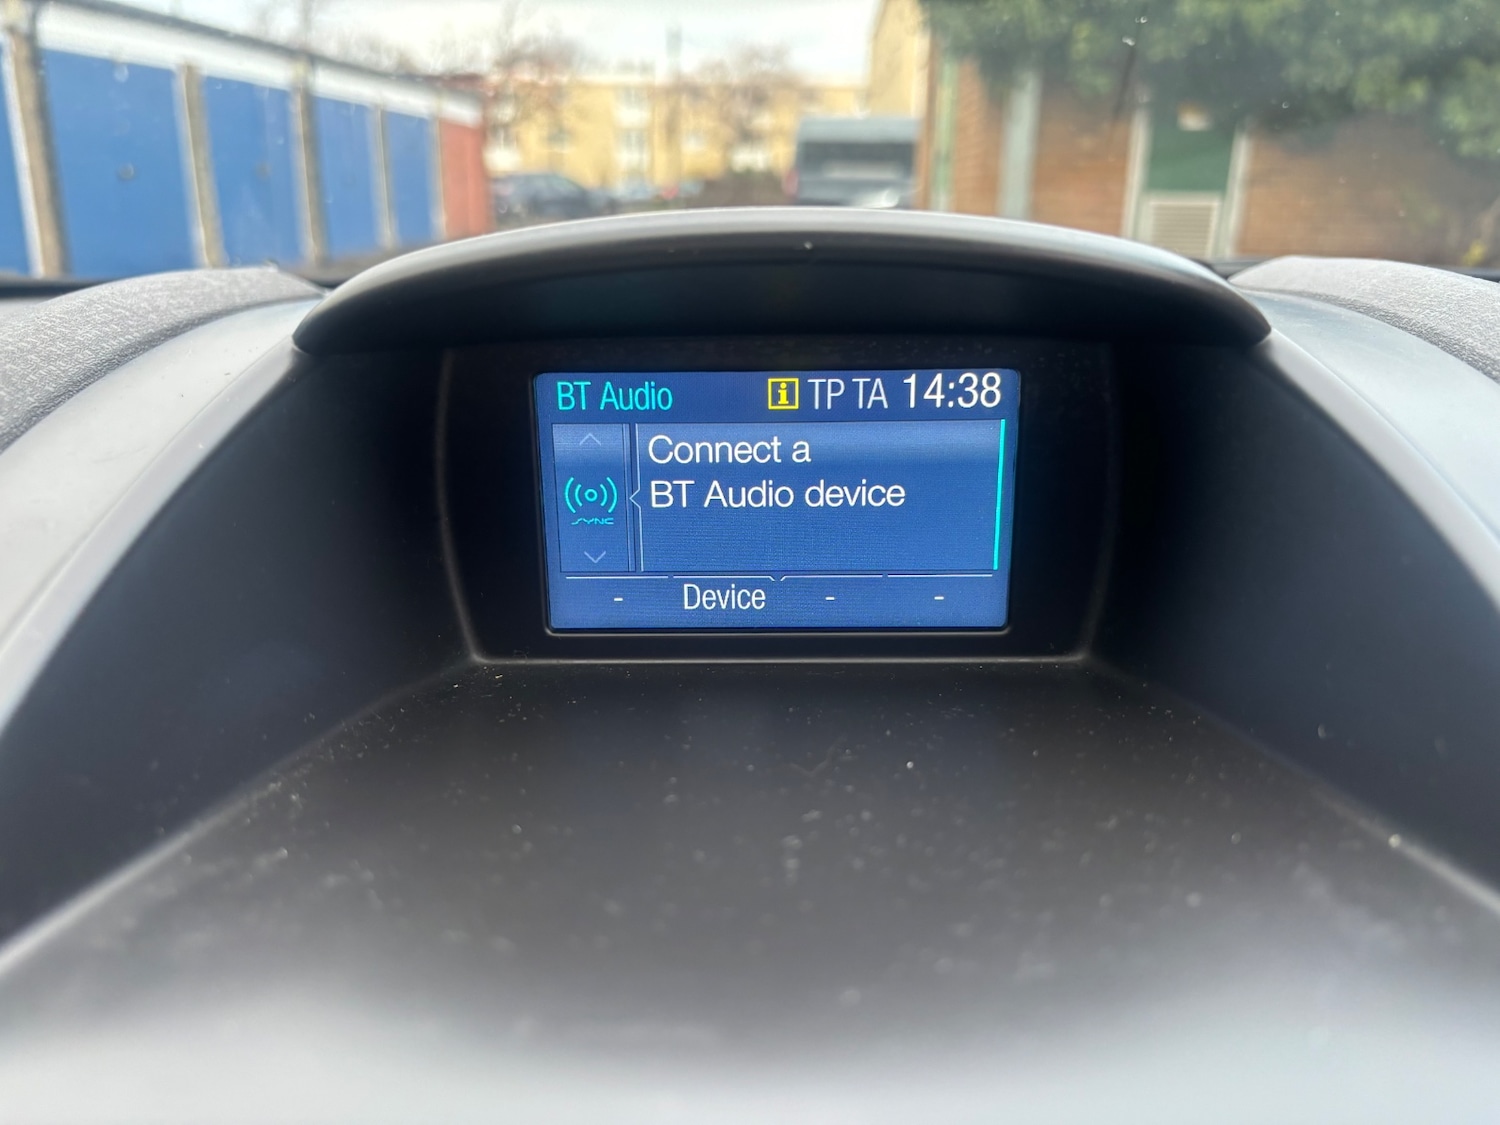 BT Audio i TP TA 14:38
Connect a
BT Audio device
SYNC
- Device - -